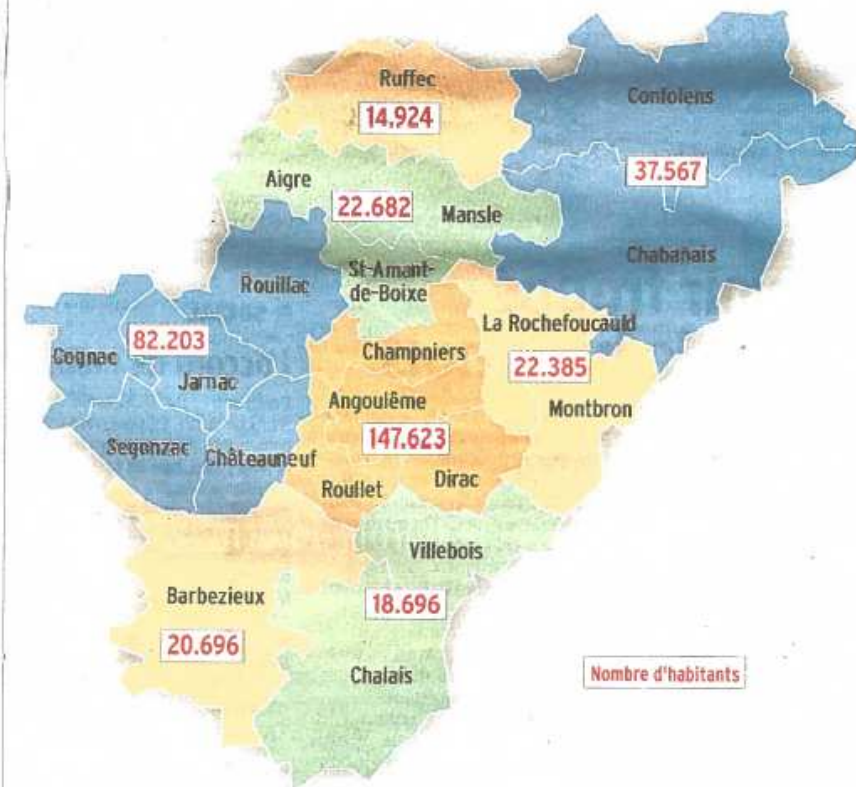 Ruffec
14.924
Confolens
37.567
Aigre
22.682
Mansle
Chabanais
St-Amant-
de-Boixe
Rouillac
La Rochefoucauld
82.203
Cognac
Champniers
22.385
Jarnac
Angoulême
Montbron
147.623
Segonzac
Châteauneuf
Roullet
Dirac
Villebois
Barbezieux
18.696
20.696
Chalais
Nombre d'habitants